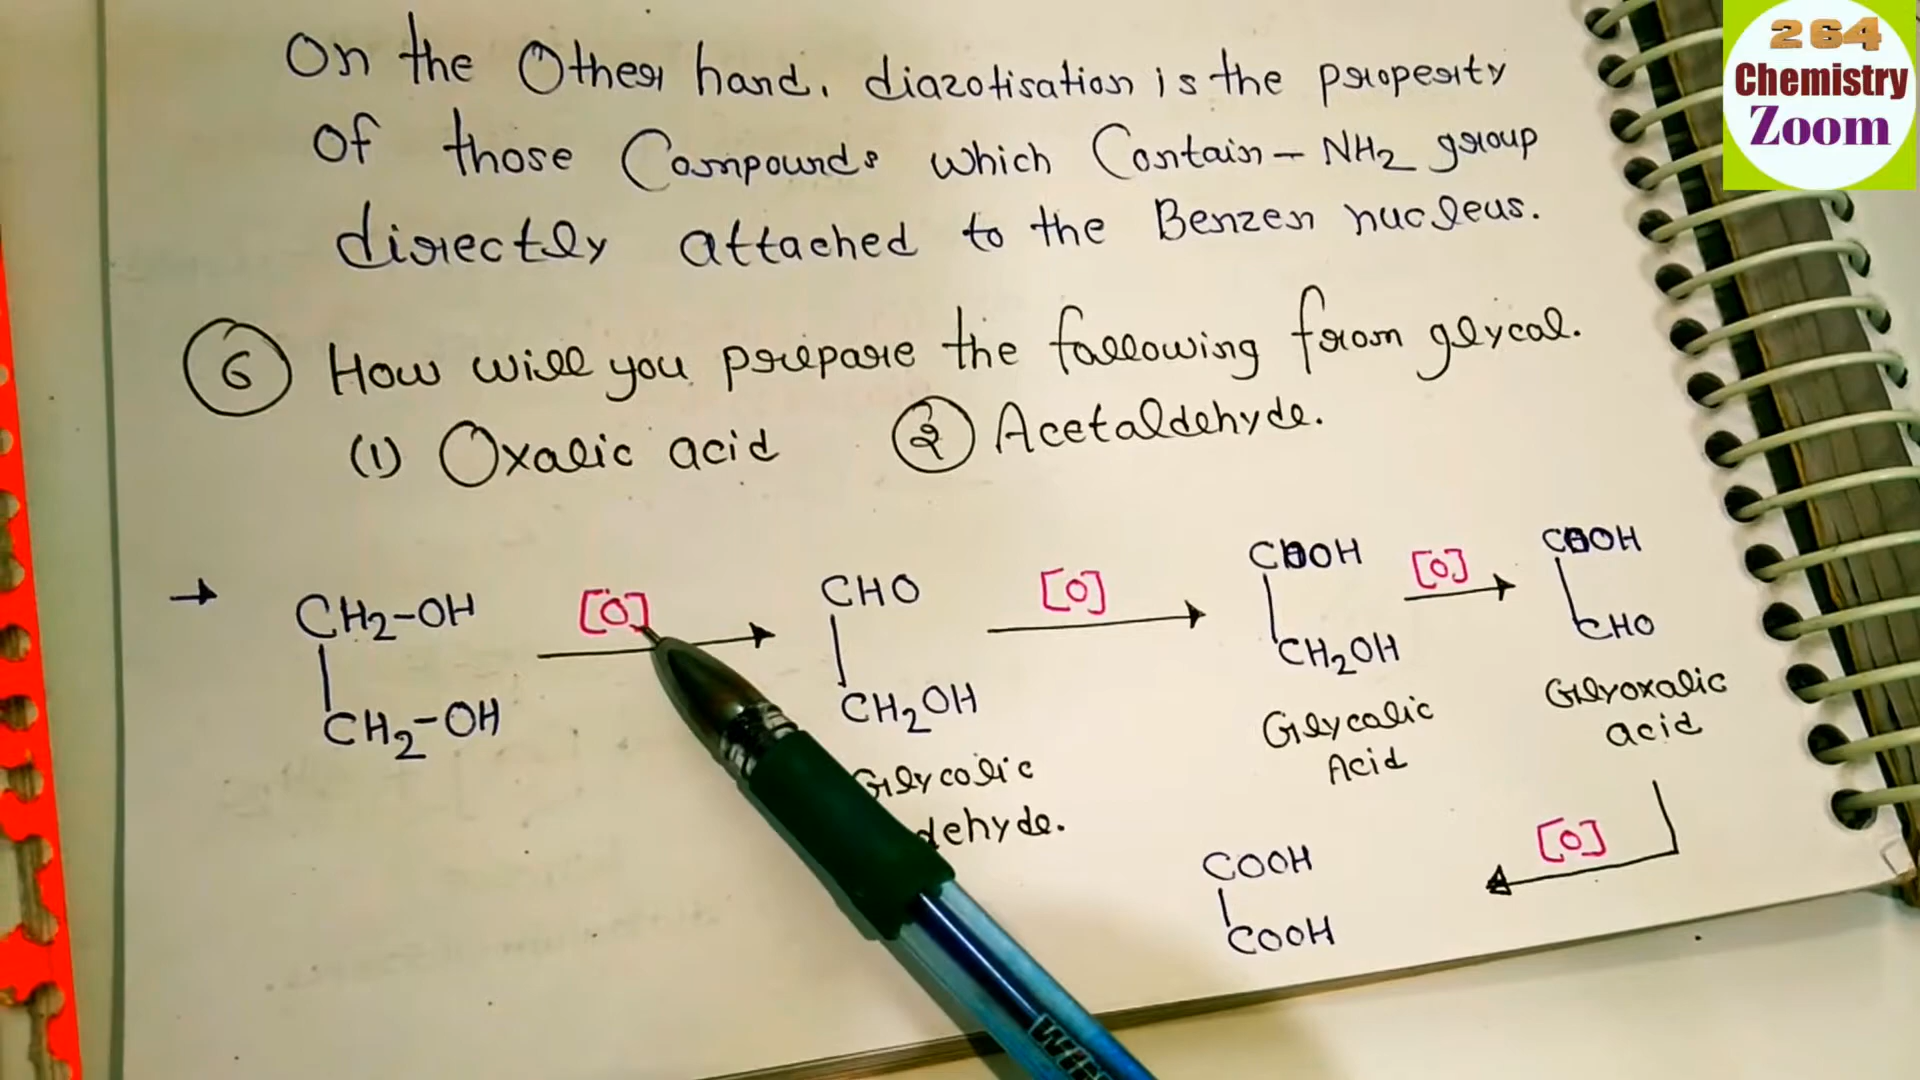 264
Chemistry
Zoom
On the Other hand, diazotisation is the property
Of those Compounds which Contain - NH2 group
directly attached to the Benzen nucleus.
6 How will you prepare the following from glycol.
(1) Oxalic acid 2 Acetaldehyde.
→ CH2-OH [O] CHO [O] COOH [O] COOH
CH2-OH CH2OH CH2OH CHO
Glycolic Glycolic Glyoxalic
dehyde. Acid acid
COOH [O]
COOH